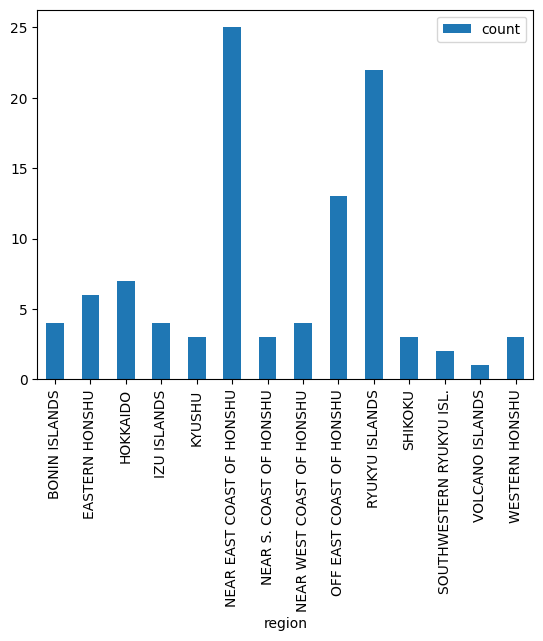 count
25
20
15
10
5
0
BONIN ISLANDS
EASTERN HONSHU
HOKKAIDO
IZU ISLANDS
KYUSHU
NEAR EAST COAST OF HONSHU
NEAR S. COAST OF HONSHU
NEAR WEST COAST OF HONSHU
OFF EAST COAST OF HONSHU
RYUKYU ISLANDS
SHIKOKU
SOUTHWESTERN RYUKYU ISL.
VOLCANO ISLANDS
WESTERN HONSHU
region